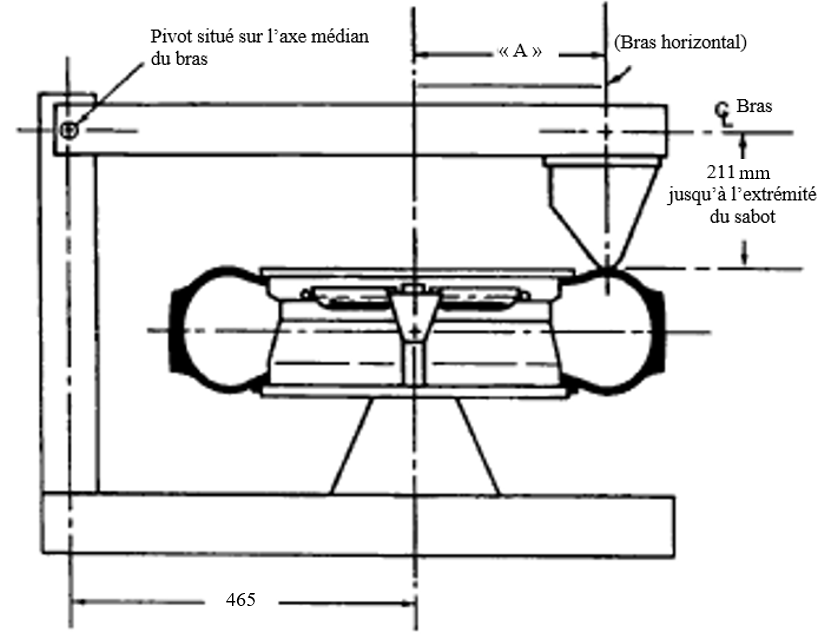 Pivot situé sur l’axe médian
du bras
« A »
(Bras horizontal)
℄ Bras
211 mm
jusqu’à l’extrémité
du sabot
465